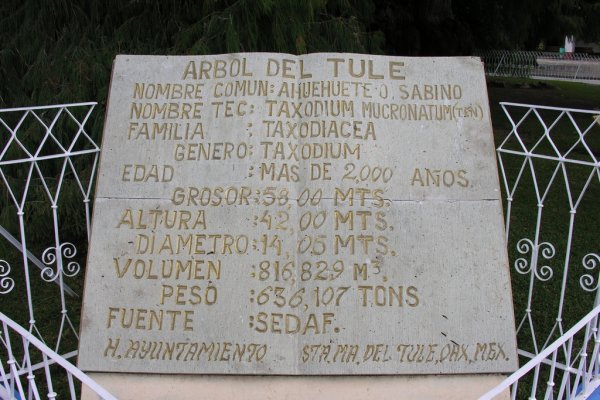 ARBOL DEL TULE
NOMBRE COMUN: AHUEHUETE O SABINO
NOMBRE TEC: TAXODIUM MUCRONATUM(TEN)
FAMILIA : TAXODIACEA
GENERO: TAXODIUM
EDAD : MAS DE 2,000 AÑOS.
GROSOR: 58,00 MTS.
ALTURA : 42,00 MTS.
DIAMETRO: 14,05 MTS.
VOLUMEN : 816,829 M³.
PESO : 636,107 TONS
FUENTE : SEDAF.
H. AYUNTAMIENTO STA. MA. DEL TULE, OAX. MEX.